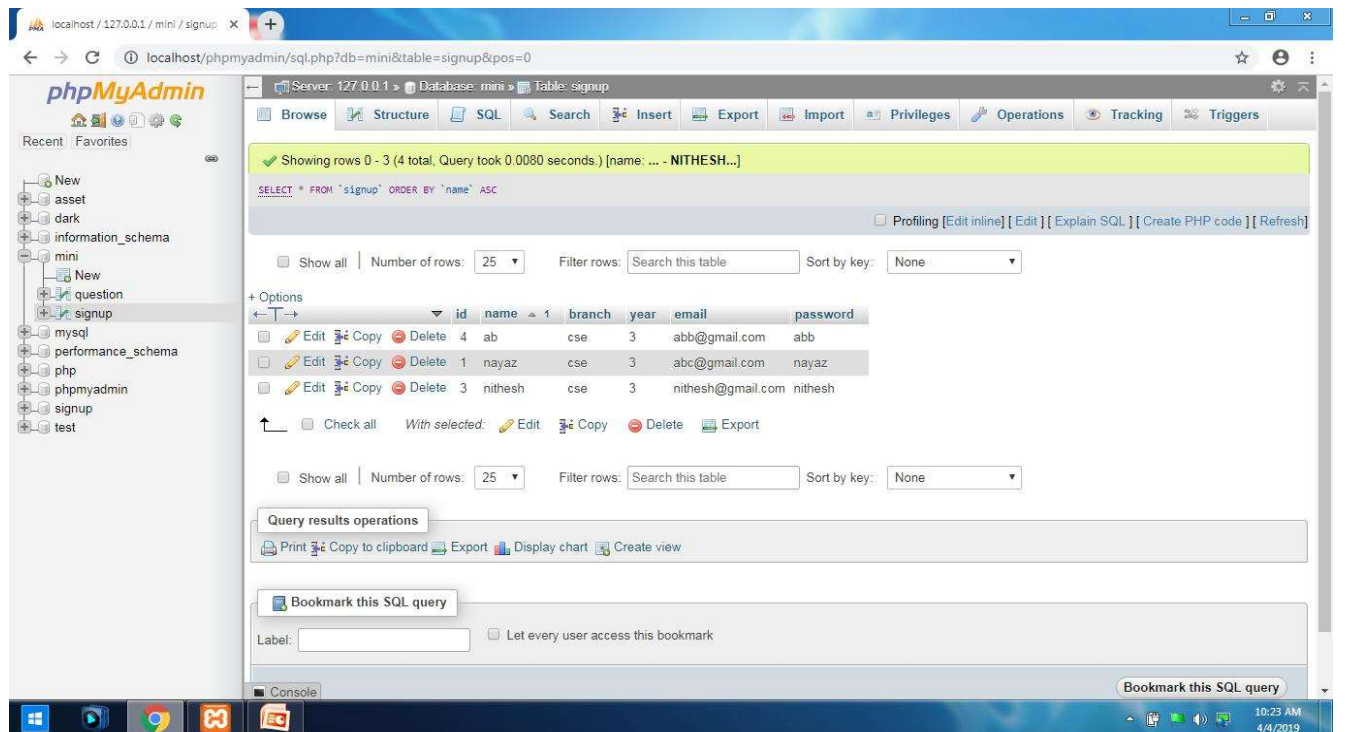 localhost / 127.0.0.1 / mini / signup
localhost/phpmyadmin/sql.php?db=mini&table=signup&pos=0
phpMyAdmin
Recent Favorites
New
asset
dark
information_schema
mini
New
question
signup
mysql
performance_schema
php
phpmyadmin
signup
test
Server: 127.0.0.1 » Database: mini » Table: signup
Browse Structure SQL Search Insert Export Import Privileges Operations Tracking Triggers
Showing rows 0 - 3 (4 total, Query took 0.0080 seconds.) [name: ... - NITHESH...]
SELECT * FROM `signup` ORDER BY `name` ASC
Profiling [Edit inline] [ Edit ] [ Explain SQL ] [ Create PHP code ] [ Refresh]
Show all Number of rows: 25 Filter rows: Search this table Sort by key: None
+ Options
←T→ id name 1 branch year email password
Edit Copy Delete 4 ab cse 3 abb@gmail.com abb
Edit Copy Delete 1 nayaz cse 3 abc@gmail.com nayaz
Edit Copy Delete 3 nithesh cse 3 nithesh@gmail.com nithesh
Check all With selected: Edit Copy Delete Export
Show all Number of rows: 25 Filter rows: Search this table Sort by key: None
Query results operations
Print Copy to clipboard Export Display chart Create view
Bookmark this SQL query
Label: Let every user access this bookmark
Bookmark this SQL query
Console
10:23 AM
4/4/2019